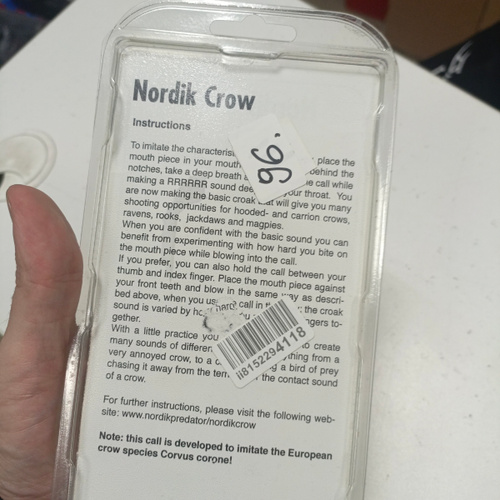 Nordik Crow
Instructions
96.
To imitate the place the
mouth piece in your mouth behind the
notches, take a deep breath call while
making a RRRRRR sound your throat. You
are now making the basic croak will give you many
shooting opportunities for hooded- and carrion crows,
ravens, rooks, jackdaws and magpies.
When you are confident with the basic sound you can
benefit from experimenting with how hard you bite on
the mouth piece while blowing into the call.
If you prefer, you can also hold the call between your
thumb and index finger. Place the mouth piece against
your front teeth and blow in the same way as descri-
bed above, when you call in the croak
sound is varied by to-
gether.
With a little practice you create
many sounds of from a
very annoyed crow, to a a bird of prey
chasing it away from the the contact sound
of a crow.
118152294118
For further instructions, please visit the following web-
site: www.nordikpredator/nordikcrow
Note: this call is developed to imitate the European
crow species Corvus corone!